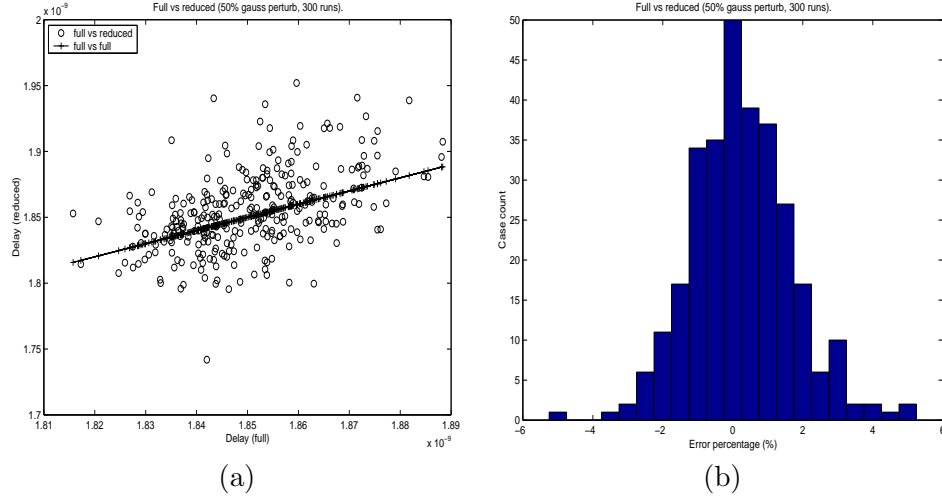 Full vs reduced (50% gauss perturb, 300 runs).
x 10⁻⁹
full vs reduced
full vs full
2
1.95
1.9
1.85
1.8
1.75
1.7
Delay (reduced)
1.81 1.82 1.83 1.84 1.85 1.86 1.87 1.88 1.89
Delay (full)
x 10⁻⁹
(a)
Full vs reduced (50% gauss perturb, 300 runs).
50
45
40
35
30
25
20
15
10
5
0
Case count
−6 −4 −2 0 2 4 6
Error percentage (%)
(b)